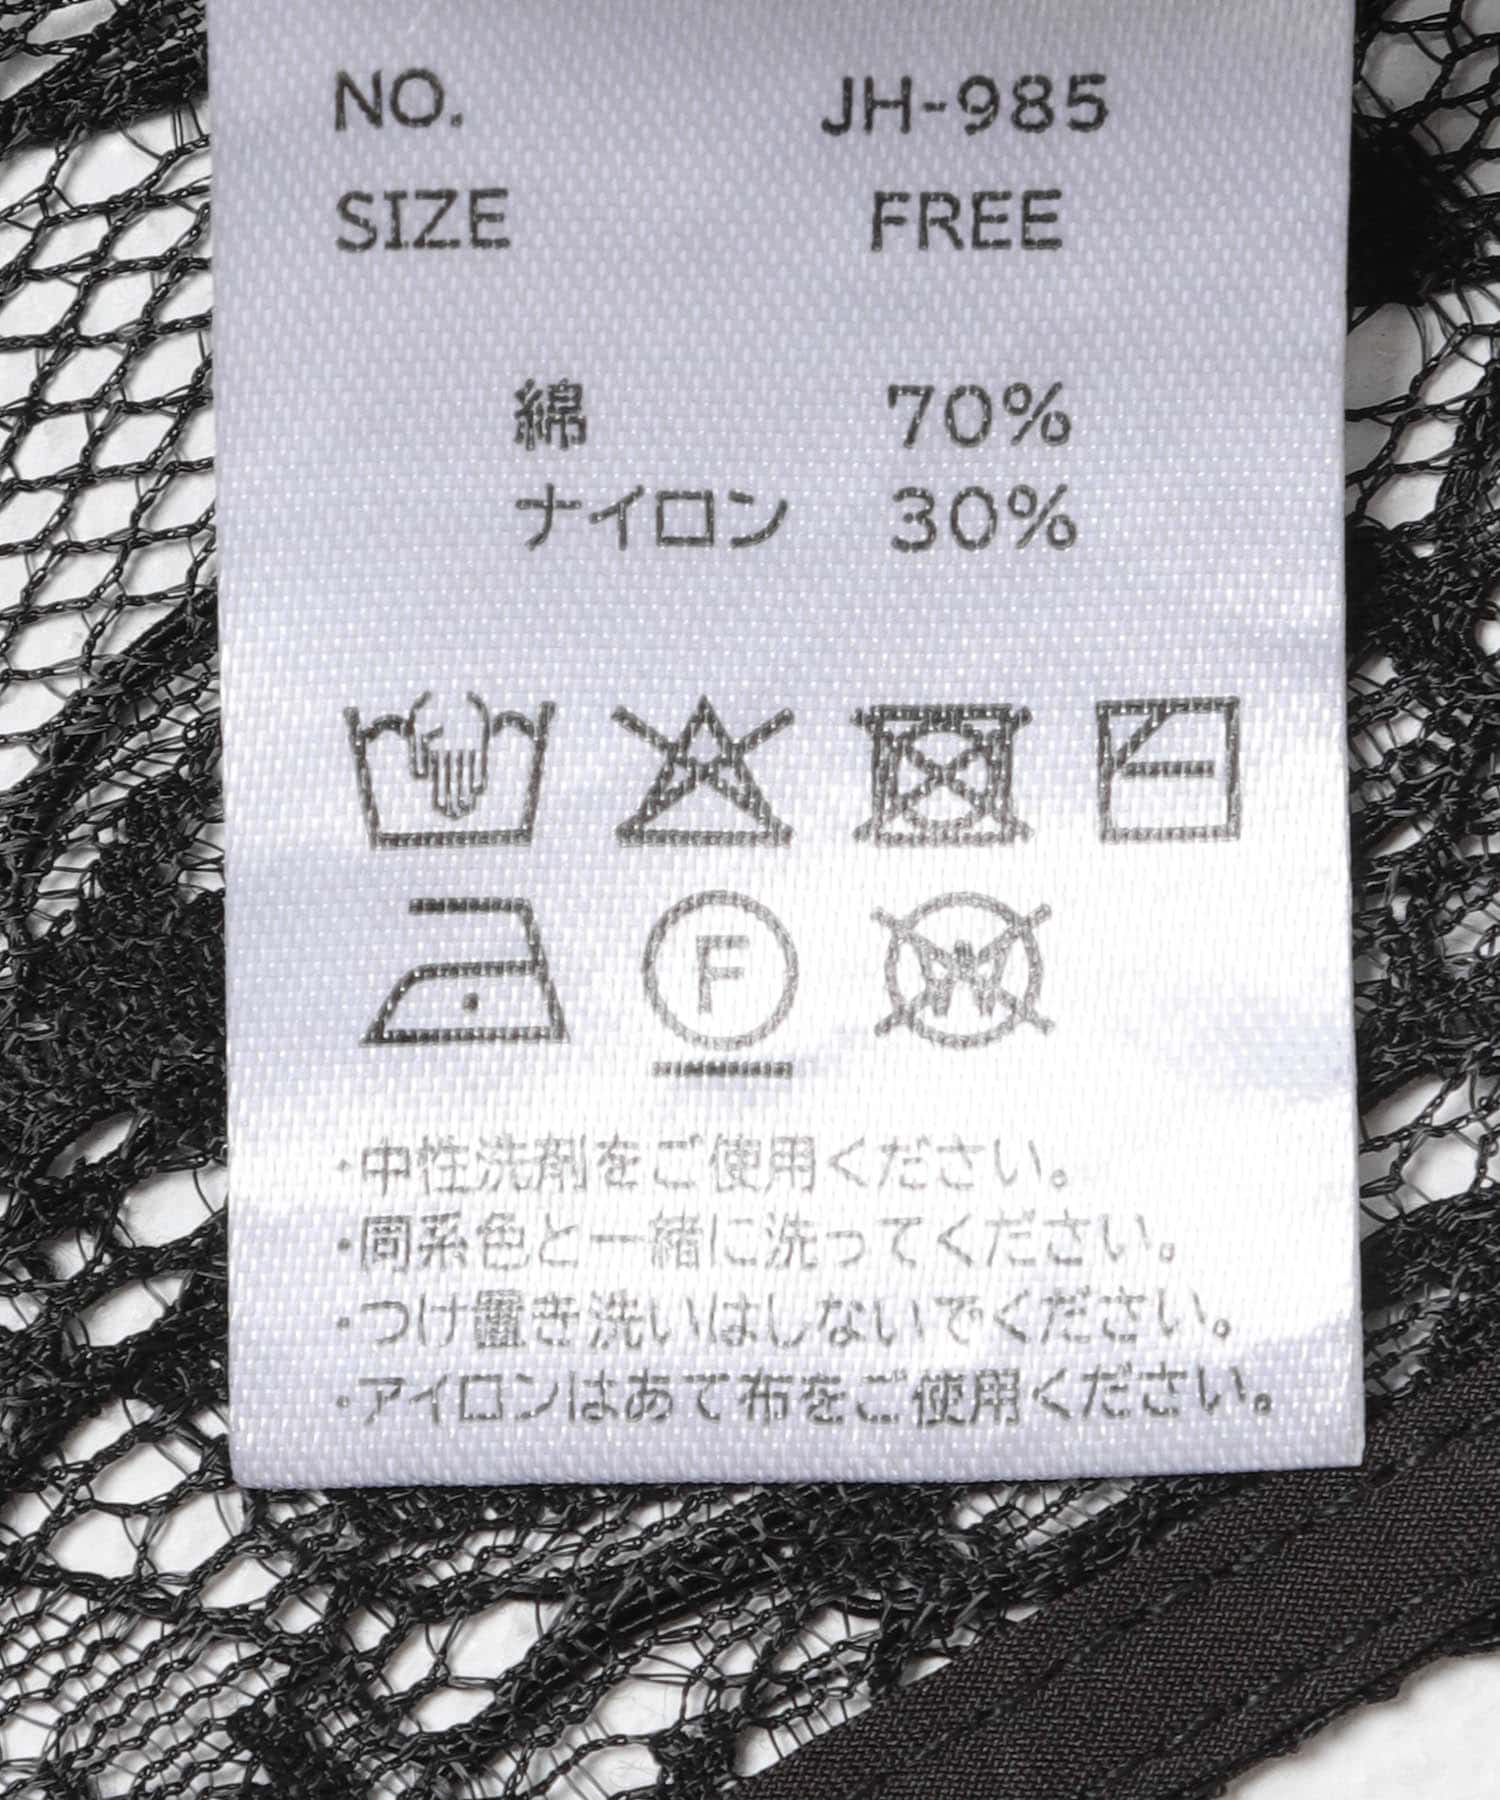 NO. JH-985
SIZE FREE
綿 70%
ナイロン 30%
F
W
・中性洗剤をご使用ください。
・同系色と一緒に洗ってください。
・つけ置き洗いはしないでください。
・アイロンはあて布をご使用ください。